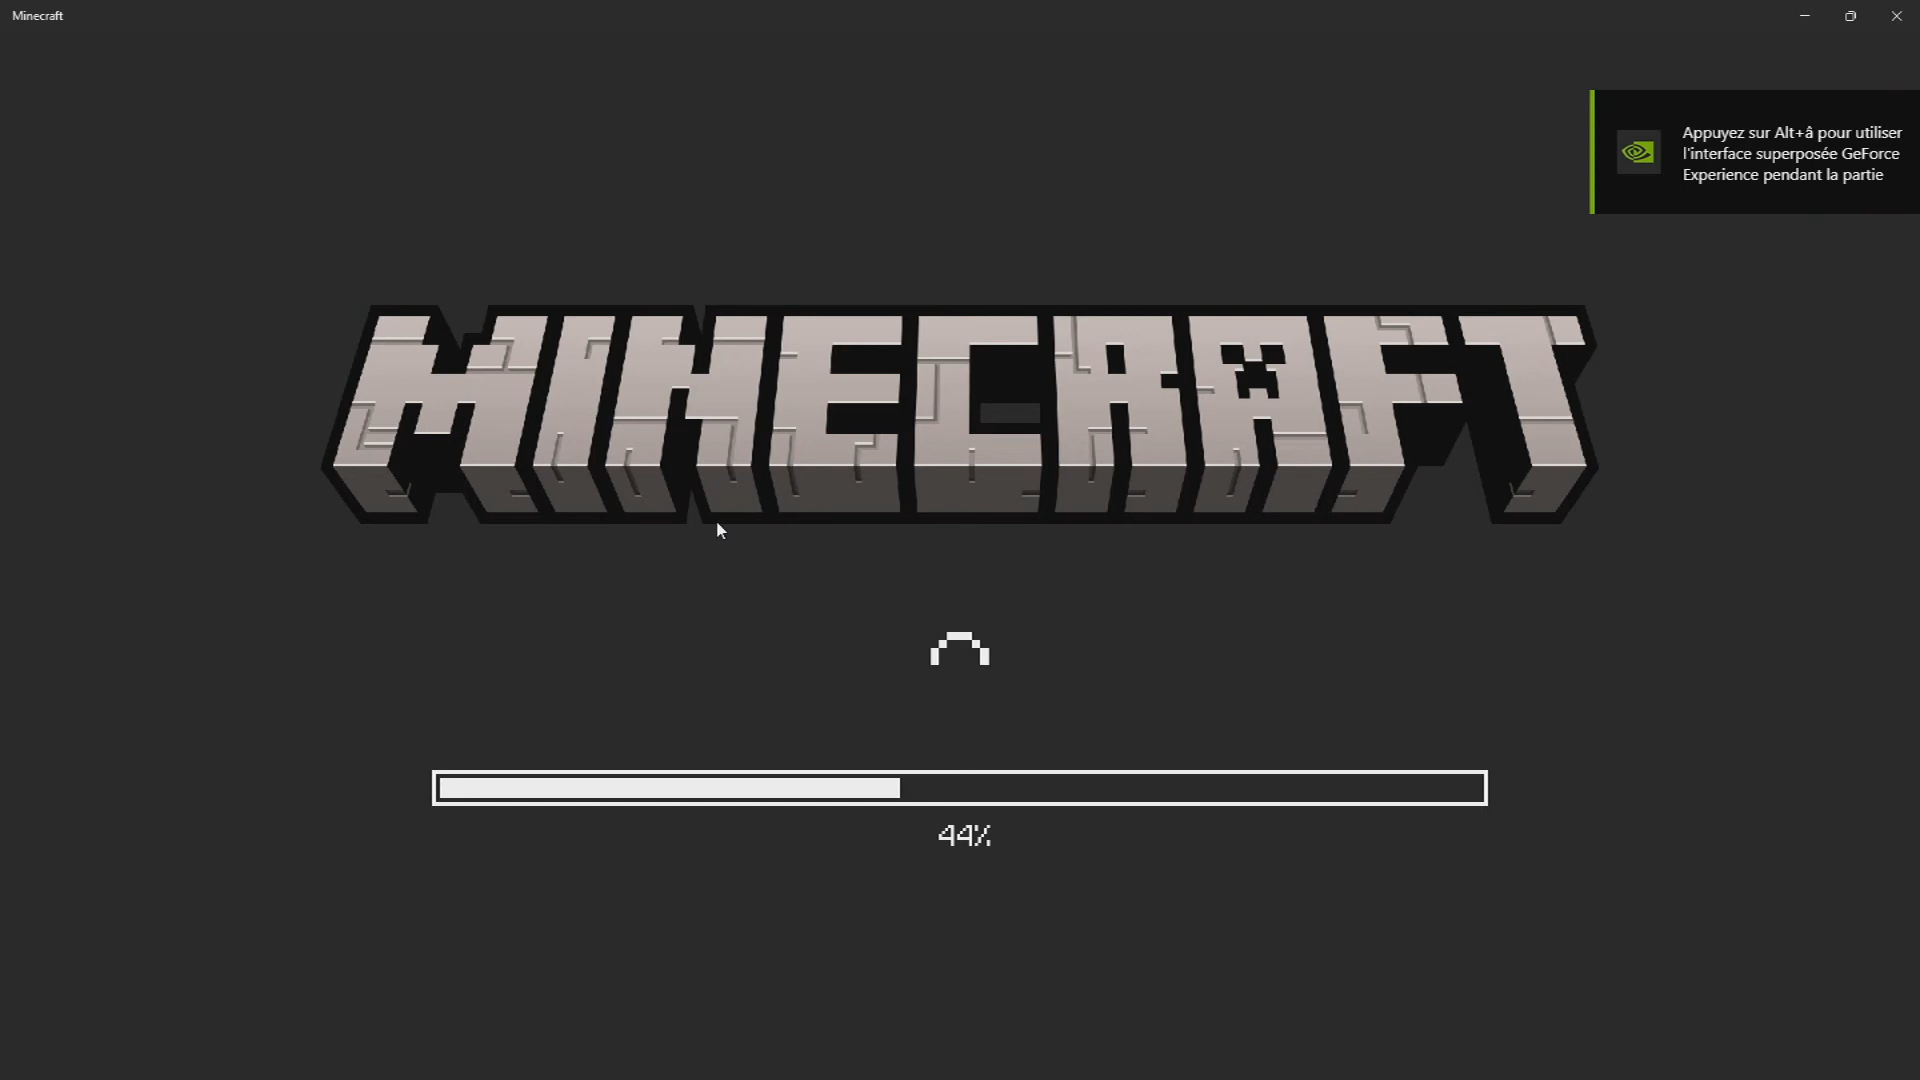 Minecraft
Appuyez sur Alt+â pour utiliser
l'interface superposée GeForce
Experience pendant la partie
MINECRAFT
44%